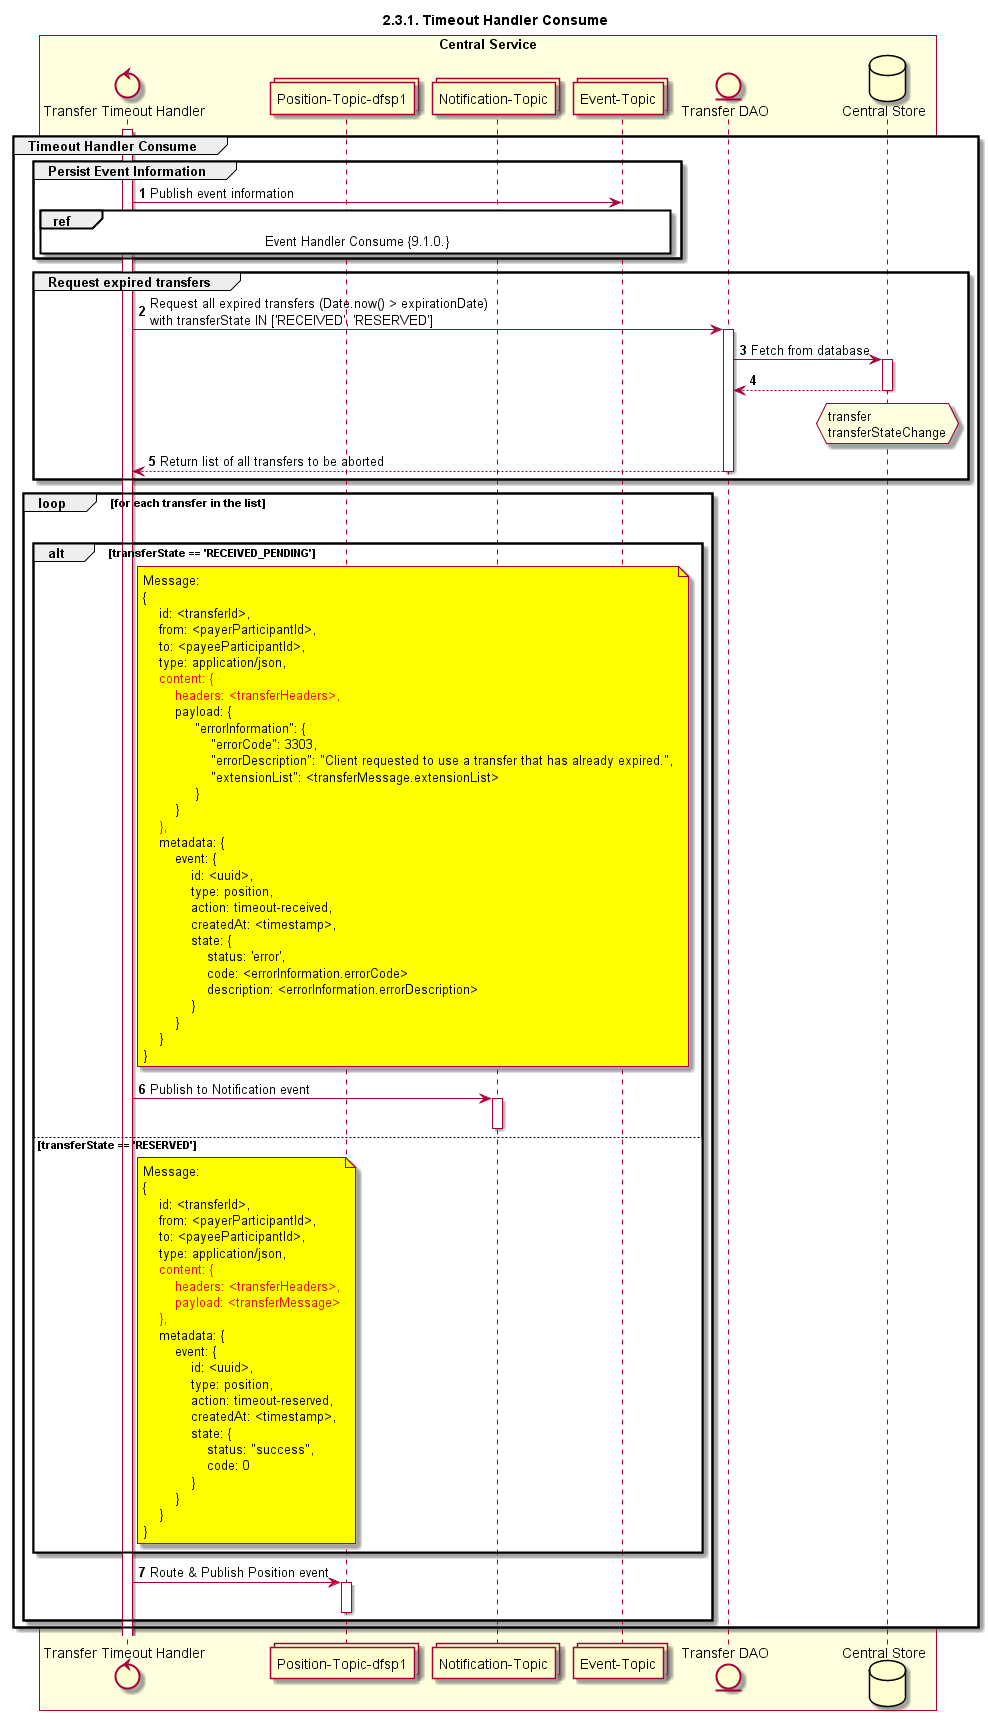 2.3.1. Timeout Handler Consume
Central Service
Transfer Timeout Handler
Position-Topic-dfsp1
Notification-Topic
Event-Topic
Transfer DAO
Central Store
Timeout Handler Consume
Persist Event Information
1 Publish event information
ref
Event Handler Consume {9.1.0.}
Request expired transfers
2 Request all expired transfers (Date.now() > expirationDate)
with transferState IN ['RECEIVED', 'RESERVED']
3 Fetch from database
4
transfer
transferStateChange
5 Return list of all transfers to be aborted
loop [for each transfer in the list]
alt [transferState == 'RECEIVED_PENDING']
Message:
{
id: <transferId>,
from: <payerParticipantId>,
to: <payeeParticipantId>,
type: application/json,
content: {
headers: <transferHeaders>,
payload: {
"errorInformation": {
"errorCode": 3303,
"errorDescription": "Client requested to use a transfer that has already expired.",
"extensionList": <transferMessage.extensionList>
}
}
},
metadata: {
event: {
id: <uuid>,
type: position,
action: timeout-received,
createdAt: <timestamp>,
state: {
status: 'error',
code: <errorInformation.errorCode>
description: <errorInformation.errorDescription>
}
}
}
}
6 Publish to Notification event
[transferState == 'RESERVED']
Message:
{
id: <transferId>,
from: <payerParticipantId>,
to: <payeeParticipantId>,
type: application/json,
content: {
headers: <transferHeaders>,
payload: <transferMessage>
},
metadata: {
event: {
id: <uuid>,
type: position,
action: timeout-reserved,
createdAt: <timestamp>,
state: {
status: "success",
code: 0
}
}
}
}
7 Route & Publish Position event
Transfer Timeout Handler
Position-Topic-dfsp1
Notification-Topic
Event-Topic
Transfer DAO
Central Store